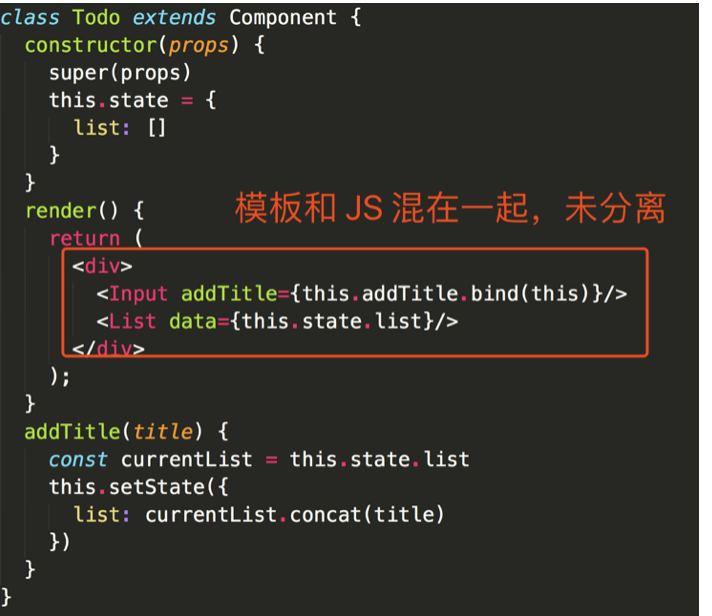 class Todo extends Component {
constructor(props) {
super(props)
this.state = {
list: []
}
}
render() {
模板和 JS 混在一起，未分离
return (
<div>
<Input addTitle={this.addTitle.bind(this)}/>
<List data={this.state.list}/>
</div>
);
}
addTitle(title) {
const currentList = this.state.list
this.setState({
list: currentList.concat(title)
})
}
}